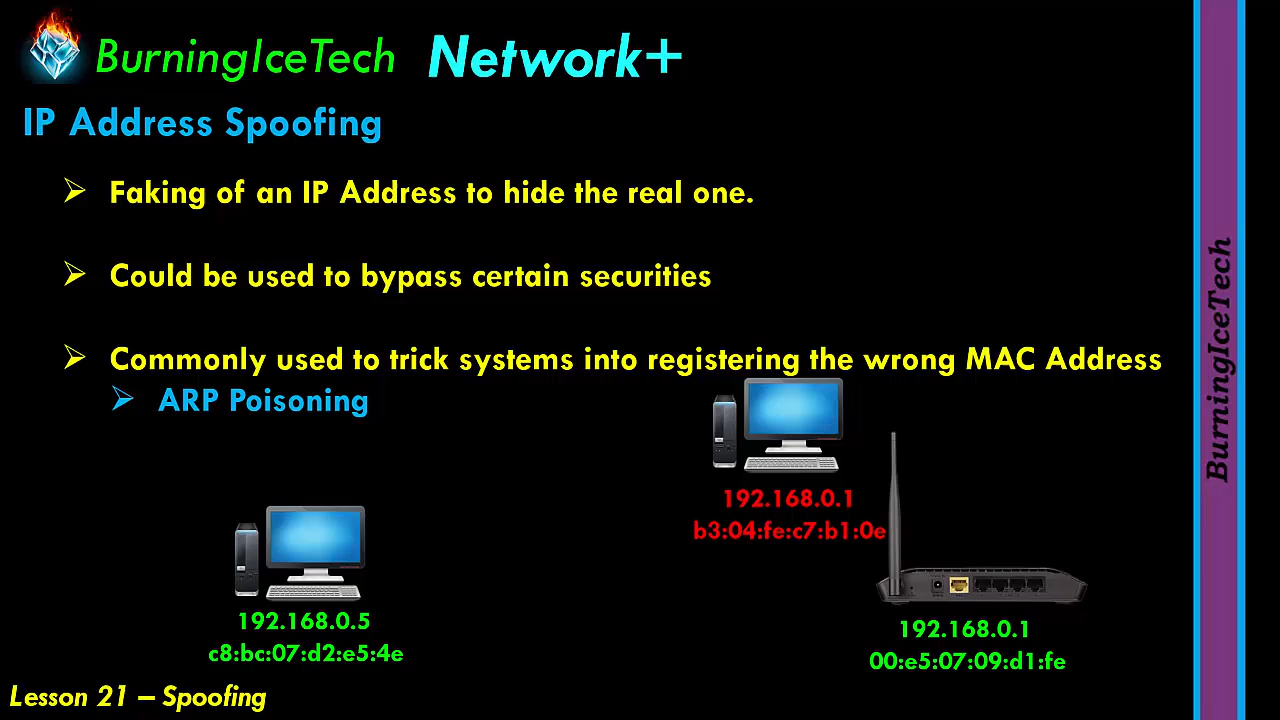 BurningIceTech Network+
IP Address Spoofing
Faking of an IP Address to hide the real one.
Could be used to bypass certain securities
Commonly used to trick systems into registering the wrong MAC Address
ARP Poisoning
192.168.0.1
b3:04:fe:c7:b1:0e
192.168.0.5
c8:bc:07:d2:e5:4e
192.168.0.1
00:e5:07:09:d1:fe
Lesson 21 – Spoofing
BurningIceTech